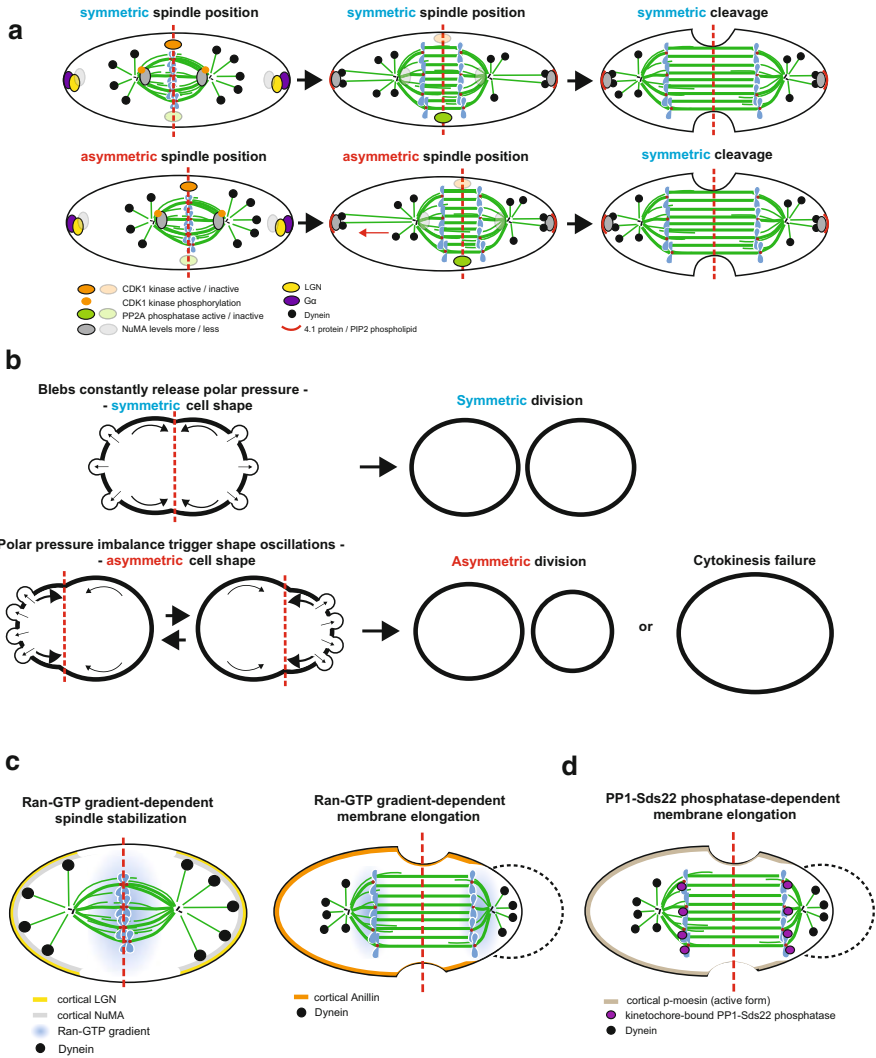 a
symmetric spindle position
symmetric spindle position
symmetric cleavage
asymmetric spindle position
asymmetric spindle position
symmetric cleavage
CDK1 kinase active / inactive
CDK1 kinase phosphorylation
PP2A phosphatase active / inactive
NuMA levels more / less
LGN
Gα
Dynein
4.1 protein / PIP2 phospholipid
b
Blebs constantly release polar pressure -
- symmetric cell shape
Symmetric division
Polar pressure imbalance trigger shape oscillations -
- asymmetric cell shape
Asymmetric division
Cytokinesis failure
or
c
Ran-GTP gradient-dependent
spindle stabilization
Ran-GTP gradient-dependent
membrane elongation
cortical LGN
cortical NuMA
Ran-GTP gradient
Dynein
cortical Anillin
Dynein
d
PP1-Sds22 phosphatase-dependent
membrane elongation
cortical p-moesin (active form)
kinetochore-bound PP1-Sds22 phosphatase
Dynein